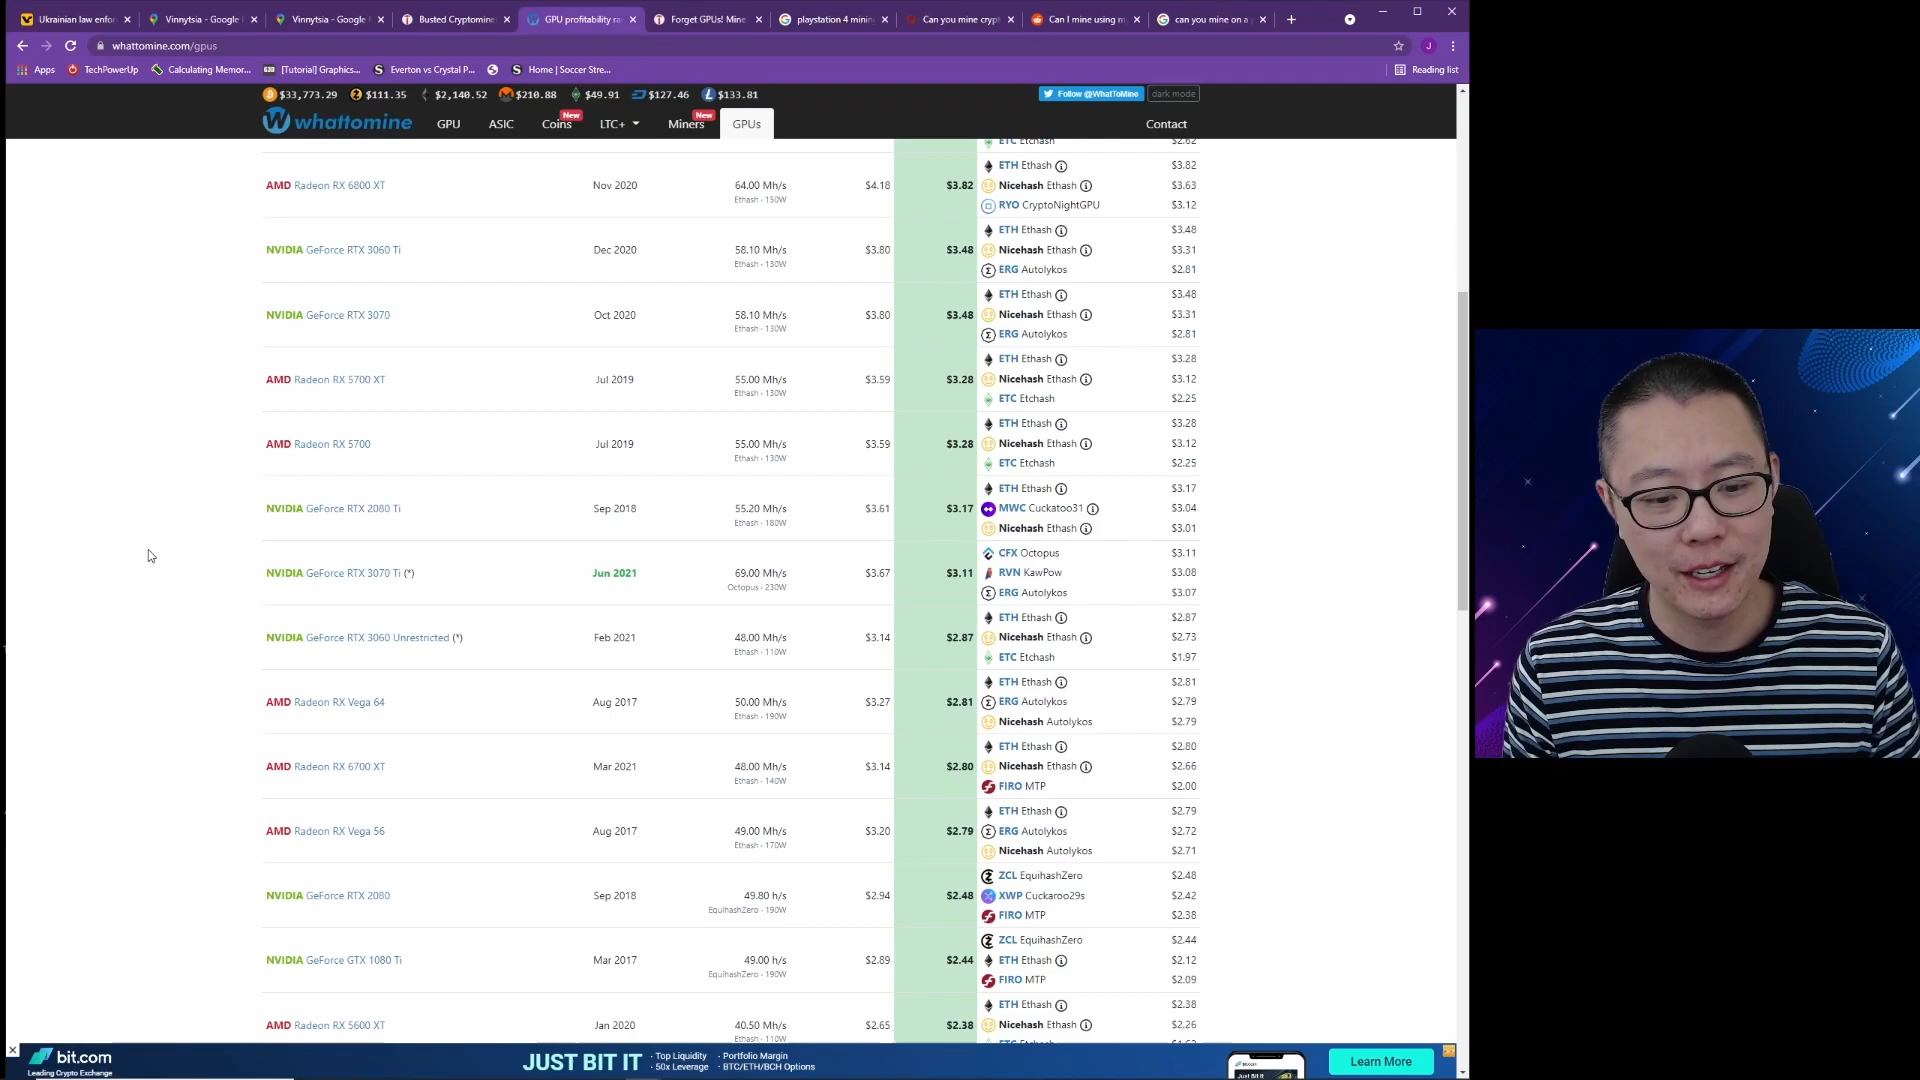 Ukrainian law enfor
Vinnytsia - Google
Vinnytsia - Google
Busted Cryptomine
GPU profitability ra
Forget GPUs! Mine
playstation 4 minin
Can you mine cryp
Can I mine using m
can you mine on a
whattomine.com/gpus
J
Apps
TechPowerUp
Calculating Memor...
[Tutorial] Graphics...
Everton vs Crystal P...
Home | Soccer Stre...
Reading list
$33,773.29 $111.35 $2,140.52 $210.88 $49.91 $127.46 $133.81
Follow @WhatToMine dark mode
whattomine GPU ASIC Coins New LTC+ Miners New GPUs Contact
ETC Etchash $2.62
ETH Ethash $3.82
AMD Radeon RX 6800 XT Nov 2020 64.00 Mh/s $4.18 $3.82 Nicehash Ethash $3.63
Ethash - 150W
RYO CryptoNightGPU $3.12
ETH Ethash $3.48
NVIDIA GeForce RTX 3060 Ti Dec 2020 58.10 Mh/s $3.80 $3.48 Nicehash Ethash $3.31
Ethash - 130W
ERG Autolykos $2.81
ETH Ethash $3.48
NVIDIA GeForce RTX 3070 Oct 2020 58.10 Mh/s $3.80 $3.48 Nicehash Ethash $3.31
Ethash - 130W
ERG Autolykos $2.81
ETH Ethash $3.28
AMD Radeon RX 5700 XT Jul 2019 55.00 Mh/s $3.59 $3.28 Nicehash Ethash $3.12
Ethash - 130W
ETC Etchash $2.25
ETH Ethash $3.28
AMD Radeon RX 5700 Jul 2019 55.00 Mh/s $3.59 $3.28 Nicehash Ethash $3.12
Ethash - 130W
ETC Etchash $2.25
ETH Ethash $3.17
NVIDIA GeForce RTX 2080 Ti Sep 2018 55.20 Mh/s $3.61 $3.17 MWC Cuckatoo31 $3.04
Ethash - 180W
Nicehash Ethash $3.01
CFX Octopus $3.11
NVIDIA GeForce RTX 3070 Ti (*) Jun 2021 69.00 Mh/s $3.67 $3.11 RVN KawPow $3.08
Octopus - 230W
ERG Autolykos $3.07
ETH Ethash $2.87
NVIDIA GeForce RTX 3060 Unrestricted (*) Feb 2021 48.00 Mh/s $3.14 $2.87 Nicehash Ethash $2.73
Ethash - 110W
ETC Etchash $1.97
ETH Ethash $2.81
AMD Radeon RX Vega 64 Aug 2017 50.00 Mh/s $3.27 $2.81 ERG Autolykos $2.79
Ethash - 190W
Nicehash Autolykos $2.79
ETH Ethash $2.80
AMD Radeon RX 6700 XT Mar 2021 48.00 Mh/s $3.14 $2.80 Nicehash Ethash $2.66
Ethash - 140W
FIRO MTP $2.00
ETH Ethash $2.79
AMD Radeon RX Vega 56 Aug 2017 49.00 Mh/s $3.20 $2.79 ERG Autolykos $2.72
Ethash - 170W
Nicehash Autolykos $2.71
ZCL EquihashZero $2.48
NVIDIA GeForce RTX 2080 Sep 2018 49.80 h/s $2.94 $2.48 XWP Cuckaroo29s $2.42
EquihashZero - 190W
FIRO MTP $2.38
ZCL EquihashZero $2.44
NVIDIA GeForce GTX 1080 Ti Mar 2017 49.00 h/s $2.89 $2.44 ETH Ethash $2.12
EquihashZero - 190W
FIRO MTP $2.09
ETH Ethash $2.38
AMD Radeon RX 5600 XT Jan 2020 40.50 Mh/s $2.65 $2.38 Nicehash Ethash $2.26
Ethash - 110W
ETC Etchash $1.63
bit.com
Leading Crypto Exchange
JUST BIT IT
· Top Liquidity · Portfolio Margin
· 50x Leverage · BTC/ETH/BCH Options
Just Bit It
Learn More